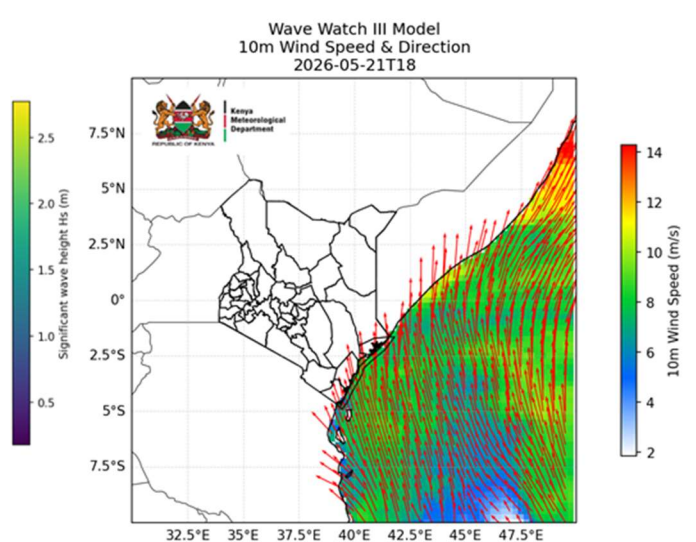 Wave Watch III Model
10m Wind Speed & Direction
2026-05-21T18
Kenya
Meteorological
Department
REPUBLIC OF KENYA
2.5
2.0
1.5
1.0
0.5
Significant wave height Hs (m)
7.5°N
5°N
2.5°N
0°
2.5°S
5°S
7.5°S
32.5°E
35°E
37.5°E
40°E
42.5°E
45°E
47.5°E
14
12
10
8
6
4
2
10m Wind Speed (m/s)